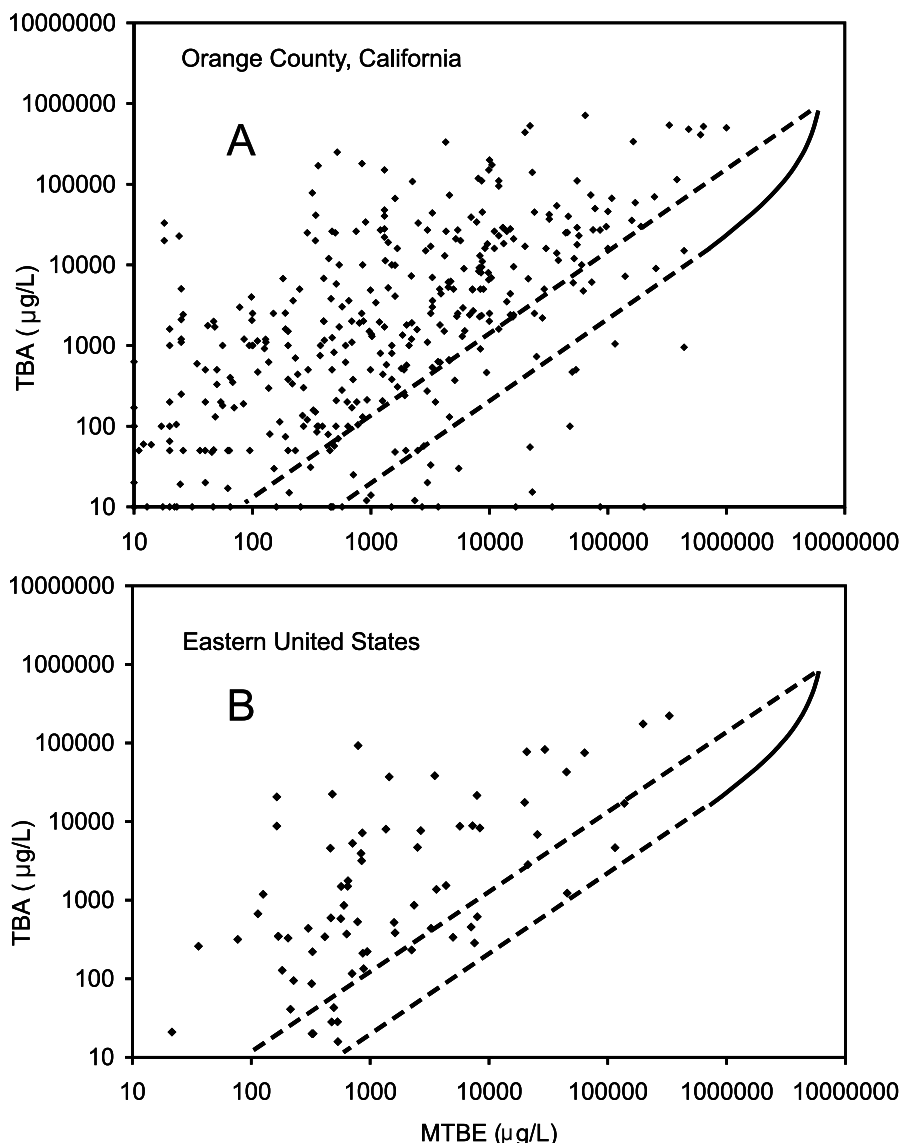 10000000
Orange County, California
1000000
A
100000
10000
TBA ( µg/L)
1000
100
10
10 100 1000 10000 100000 1000000 10000000
10000000
Eastern United States
1000000
B
100000
10000
TBA ( µg/L)
1000
100
10
10 100 1000 10000 100000 1000000 10000000
MTBE (µg/L)